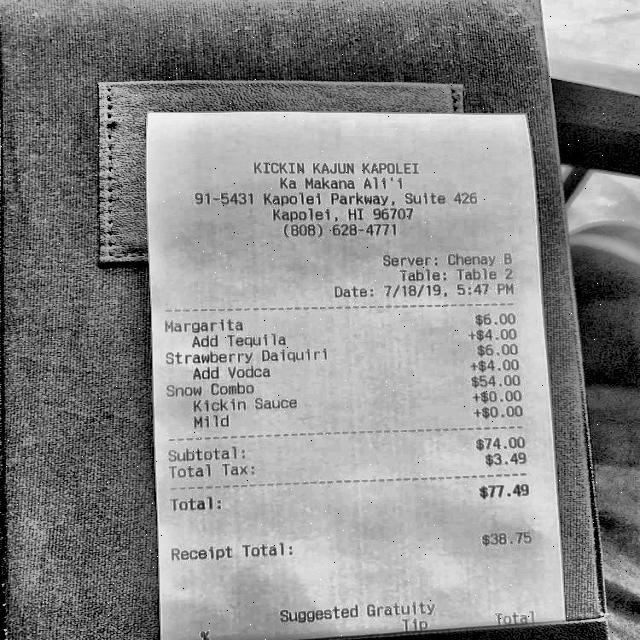 KICKIN KAJUN KAPOLEI
Ka Makana Ali'i
91-5431 Kapolei Parkway, Suite 426
Kapolei, HI 96707
(808) 628-4771
Server: Chenay B
Table: Table 2
Date: 7/18/19, 5:47 PM
Margarita $6.00
Add Tequila +$4.00
Strawberry Daiquiri $6.00
Add Vodca +$4.00
Snow Combo $54.00
Kickin Sauce +$0.00
Mild +$0.00
Subtotal: $74.00
Total Tax: $3.49
Total: $77.49
Receipt Total: $38.75
Suggested Gratuity
% Tip Total